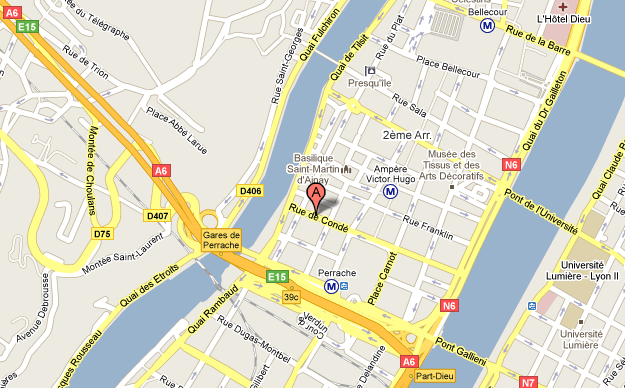 A6
E15
Rue du Télégraphe
Rue de Trion
Place Abbé Larue
Montée de Choulans
A6
D406
D407
D75
Montée Saint-Laurent
Gares de
Perrache
Quai des Etroits
Avenue Debrousse
Jacques Rousseau
Rue Saint-Georges
Quai Fulchiron
Quai de Tilsit
Rue du Plat
Célestins
Bellecour
M
L'Hôtel Dieu
Rue de la Barre
Place Bellecour
Presqu'île
Rue Sala
2ème Arr.
Quai du Dr Gailleton
Basilique
Saint-Martin
d'Ainay
Ampère
Victor Hugo
M
Musée des
Tissus et des
Arts Décoratifs
N6
A
Rue de Condé
Rue Franklin
Pont de l'Université
Quai Claude
Université
Lumière - Lyon II
E15
Perrache
M
39c
Place Carnot
N6
Quai Rambaud
Rue Dugas-Montbel
Cour de
Verdun
Delandine
Pont Gallieni
A6
Part-Dieu
N7
Université
Lumière